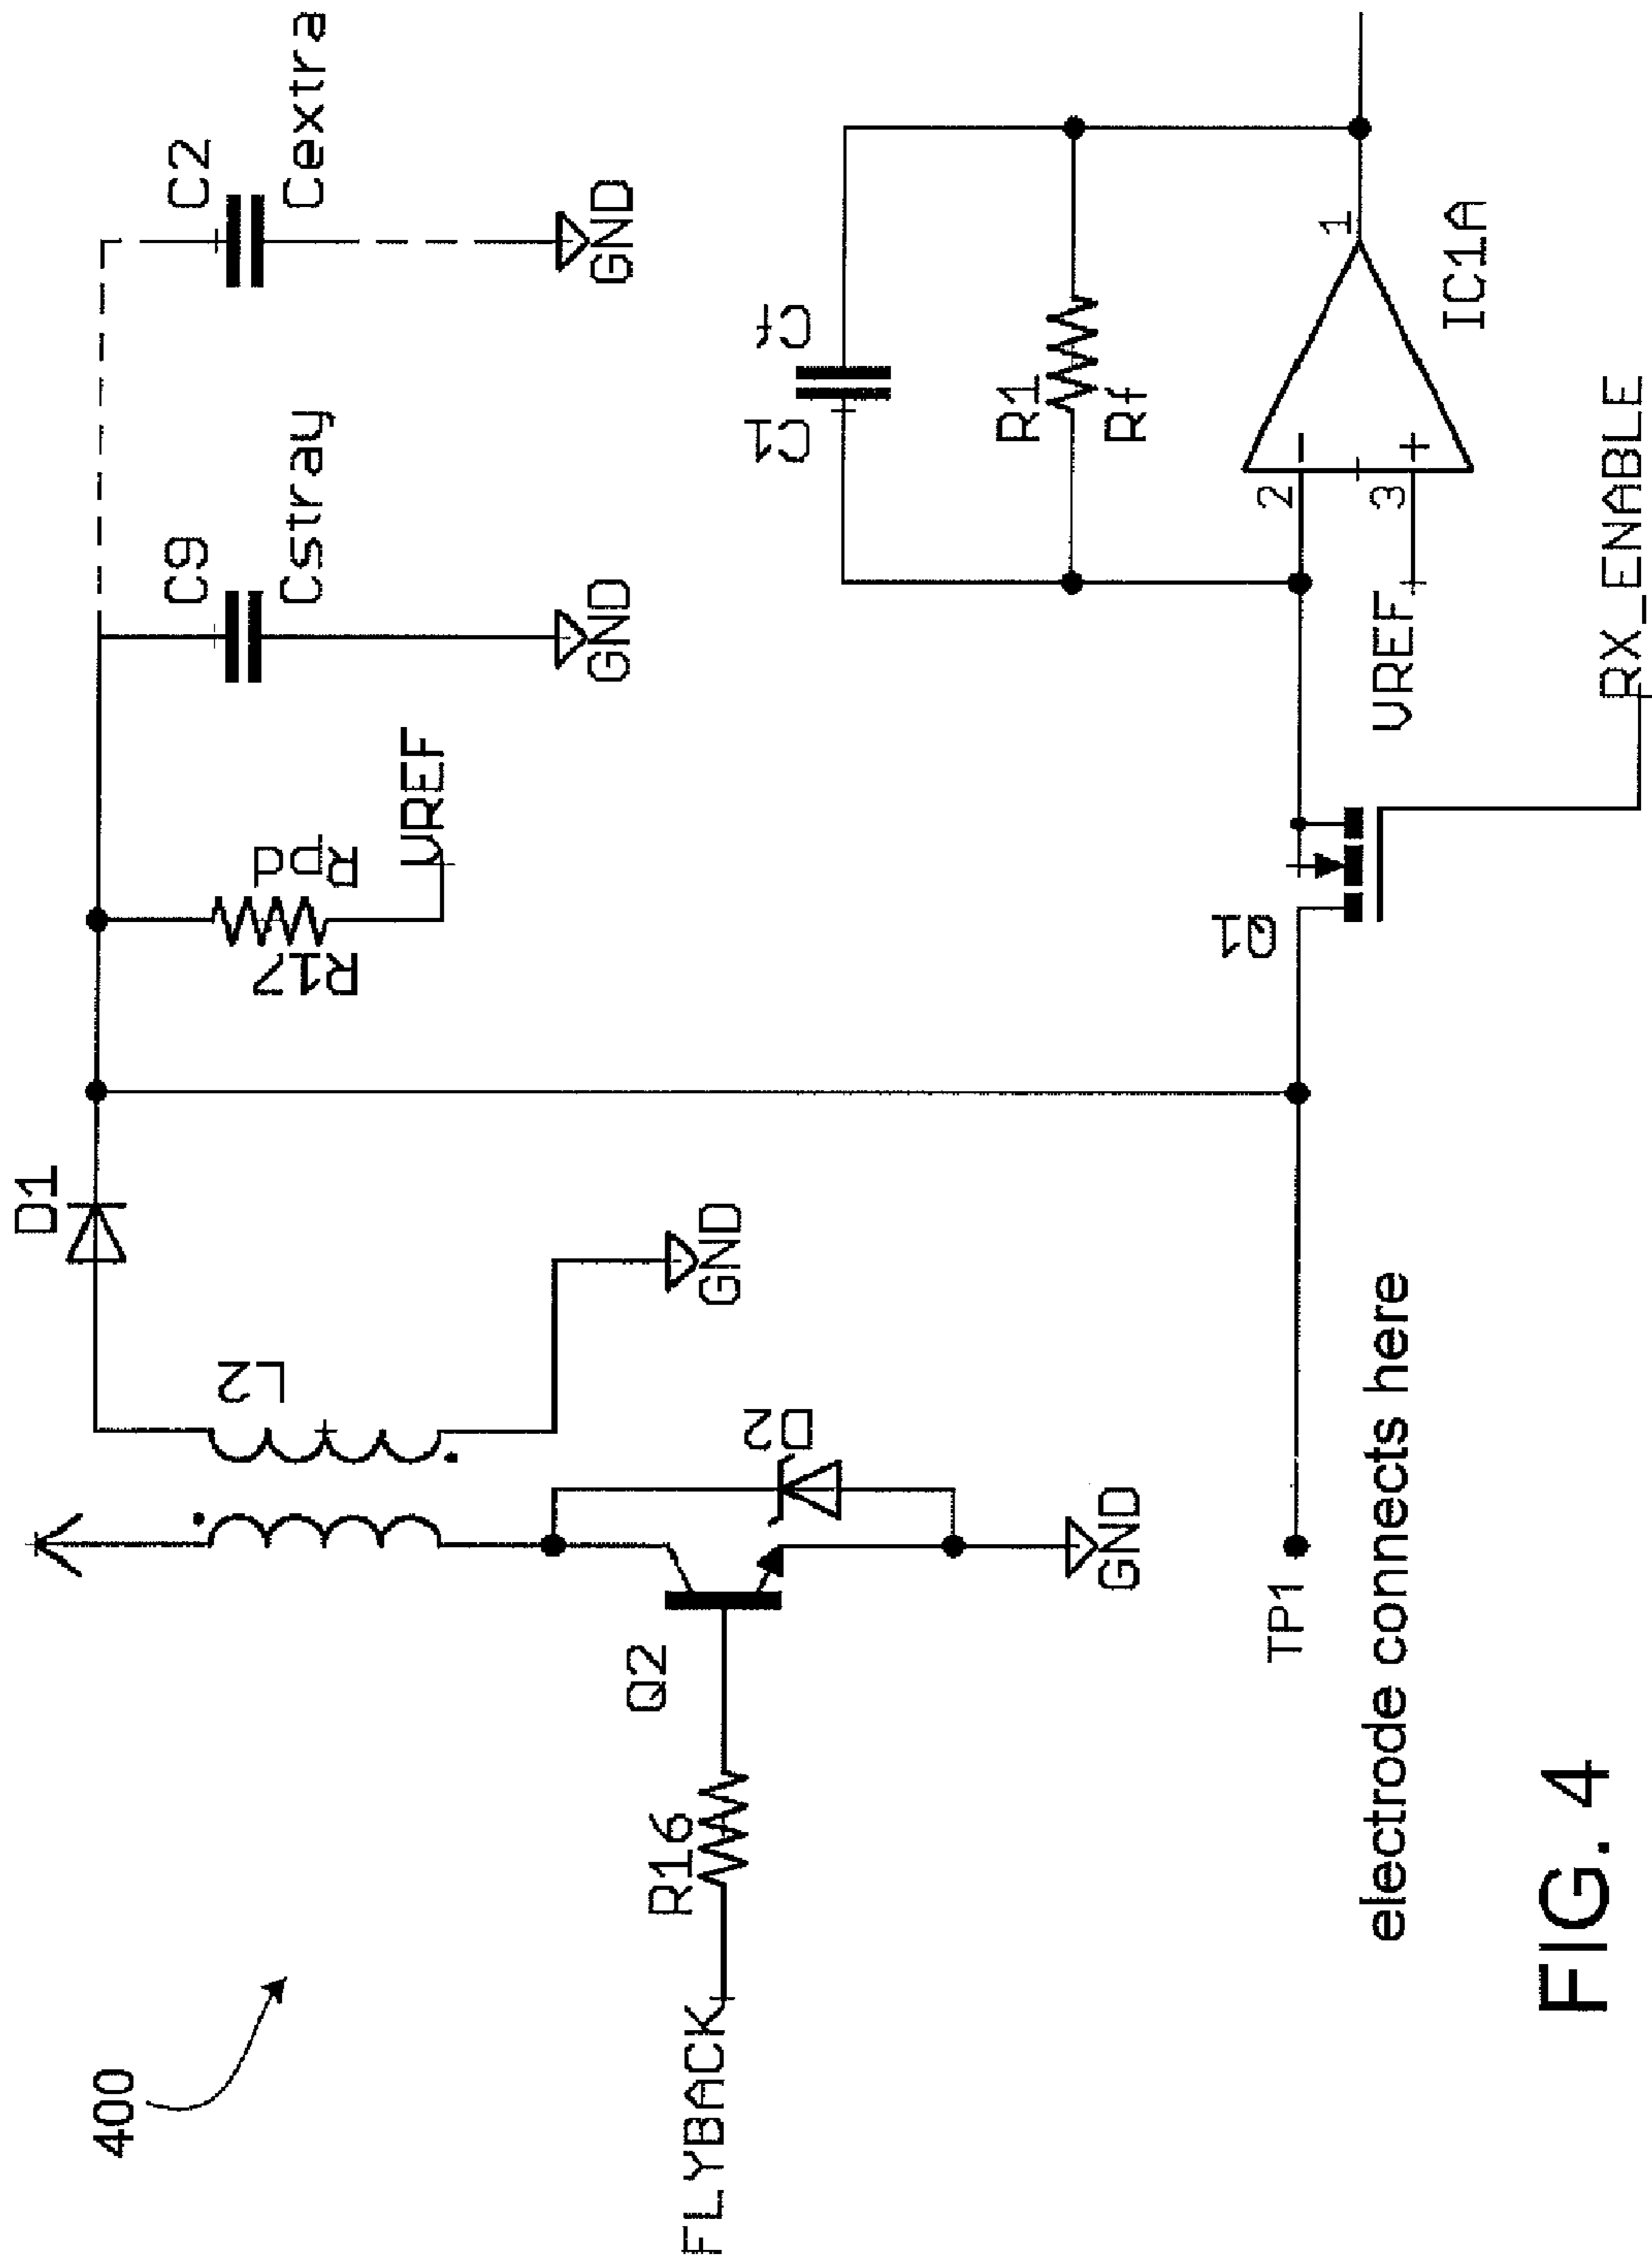 400
D1
C9
Cstray
C2
Cextra
L2
R17
Rpd
VREF
GND
GND
GND
FLYBACK
R16
Q2
D2
GND
C1
Cf
R1
Rf
TP1
electrode connects here
Q1
VREF
2
3
1
IC1A
RX_ENABLE
FIG. 4